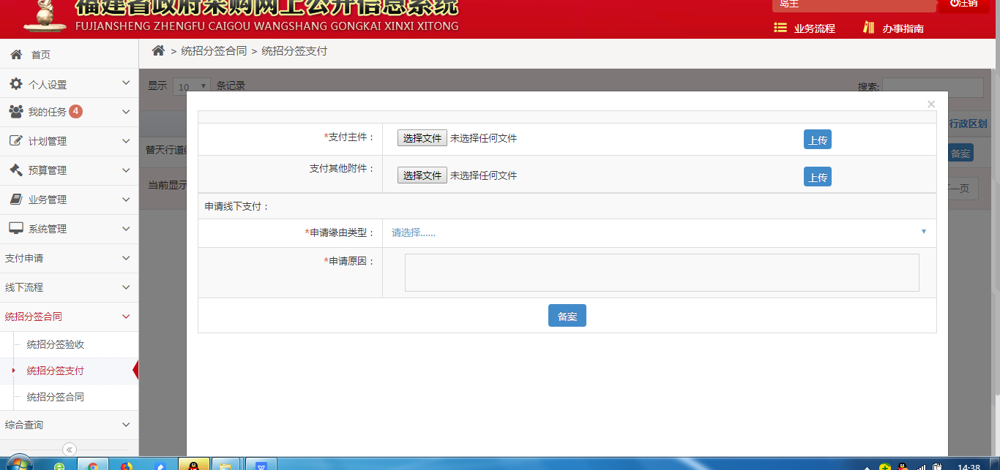 福建省政府采购网上公开信息系统
FUJIANSHENG ZHENGFU CAIGOU WANGSHANG GONGKAI XINXI XITONG
岛主
注销
业务流程
办事指南
首页
> 统招分签合同 > 统招分签支付
个人设置
我的任务 4
计划管理
预算管理
业务管理
系统管理
支付申请
线下流程
统招分签合同
统招分签验收
统招分签支付
统招分签合同
综合查询
显示 10 条记录
搜索:
行政区划
替天行道
备案
当前显示
一页
×
*支付主件：
选择文件 未选择任何文件
上传
支付其他附件：
选择文件 未选择任何文件
上传
申请线下支付：
*申请缘由类型：
请选择......
*申请原因：
备案
14:38